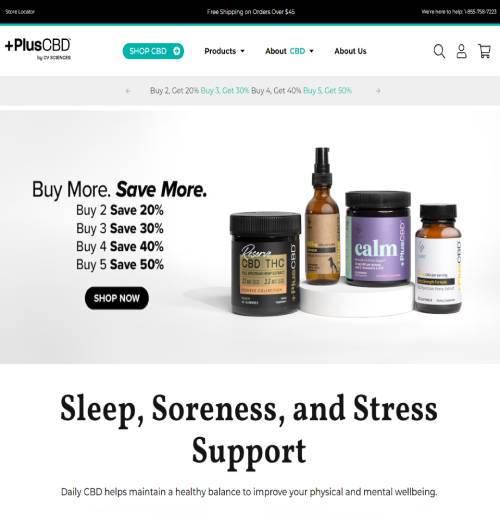 Store Locator
Free Shipping on Orders Over $45
We're here to help: 1-855-758-7223
+PlusCBD
by CV SCIENCES
SHOP CBD
Products
About CBD
About Us
Buy 2, Get 20% Buy 3, Get 30% Buy 4, Get 40% Buy 5, Get 50%
Buy More. Save More.
Buy 2 Save 20%
Buy 3 Save 30%
Buy 4 Save 40%
Buy 5 Save 50%
SHOP NOW
Reserve
CBD THC
+PlusCBD
calm
+PlusCBD
Sleep, Soreness, and Stress
Support
Daily CBD helps maintain a healthy balance to improve your physical and mental wellbeing.